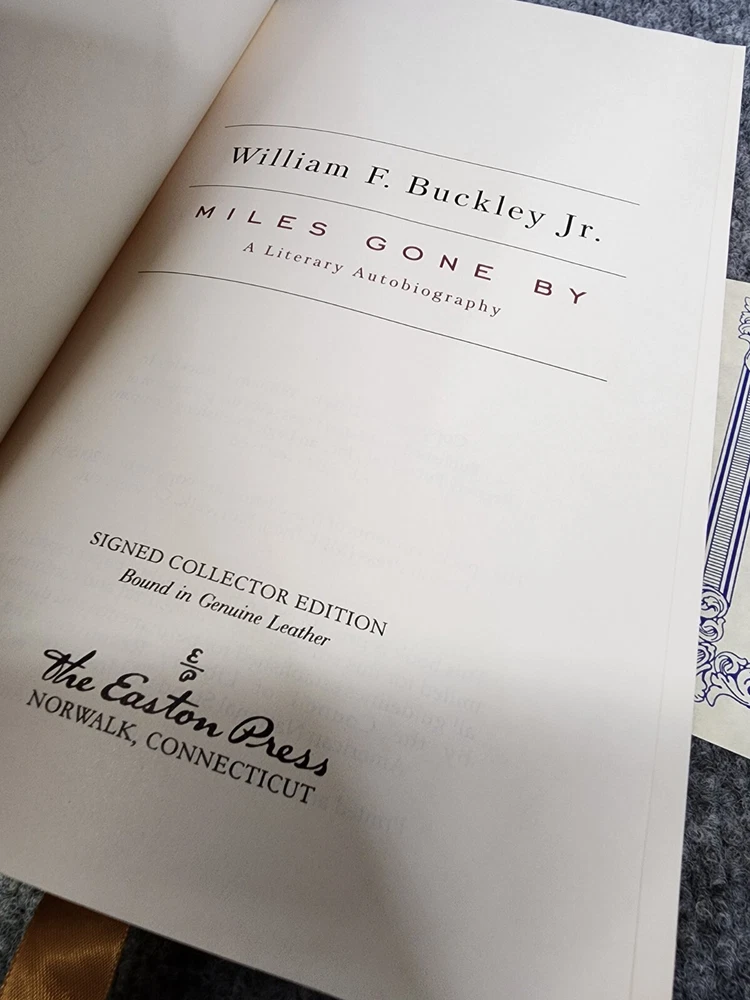 William F. Buckley Jr.
MILES GONE BY
A Literary Autobiography
SIGNED COLLECTOR EDITION
Bound in Genuine Leather
E
P
The Easton Press
NORWALK, CONNECTICUT